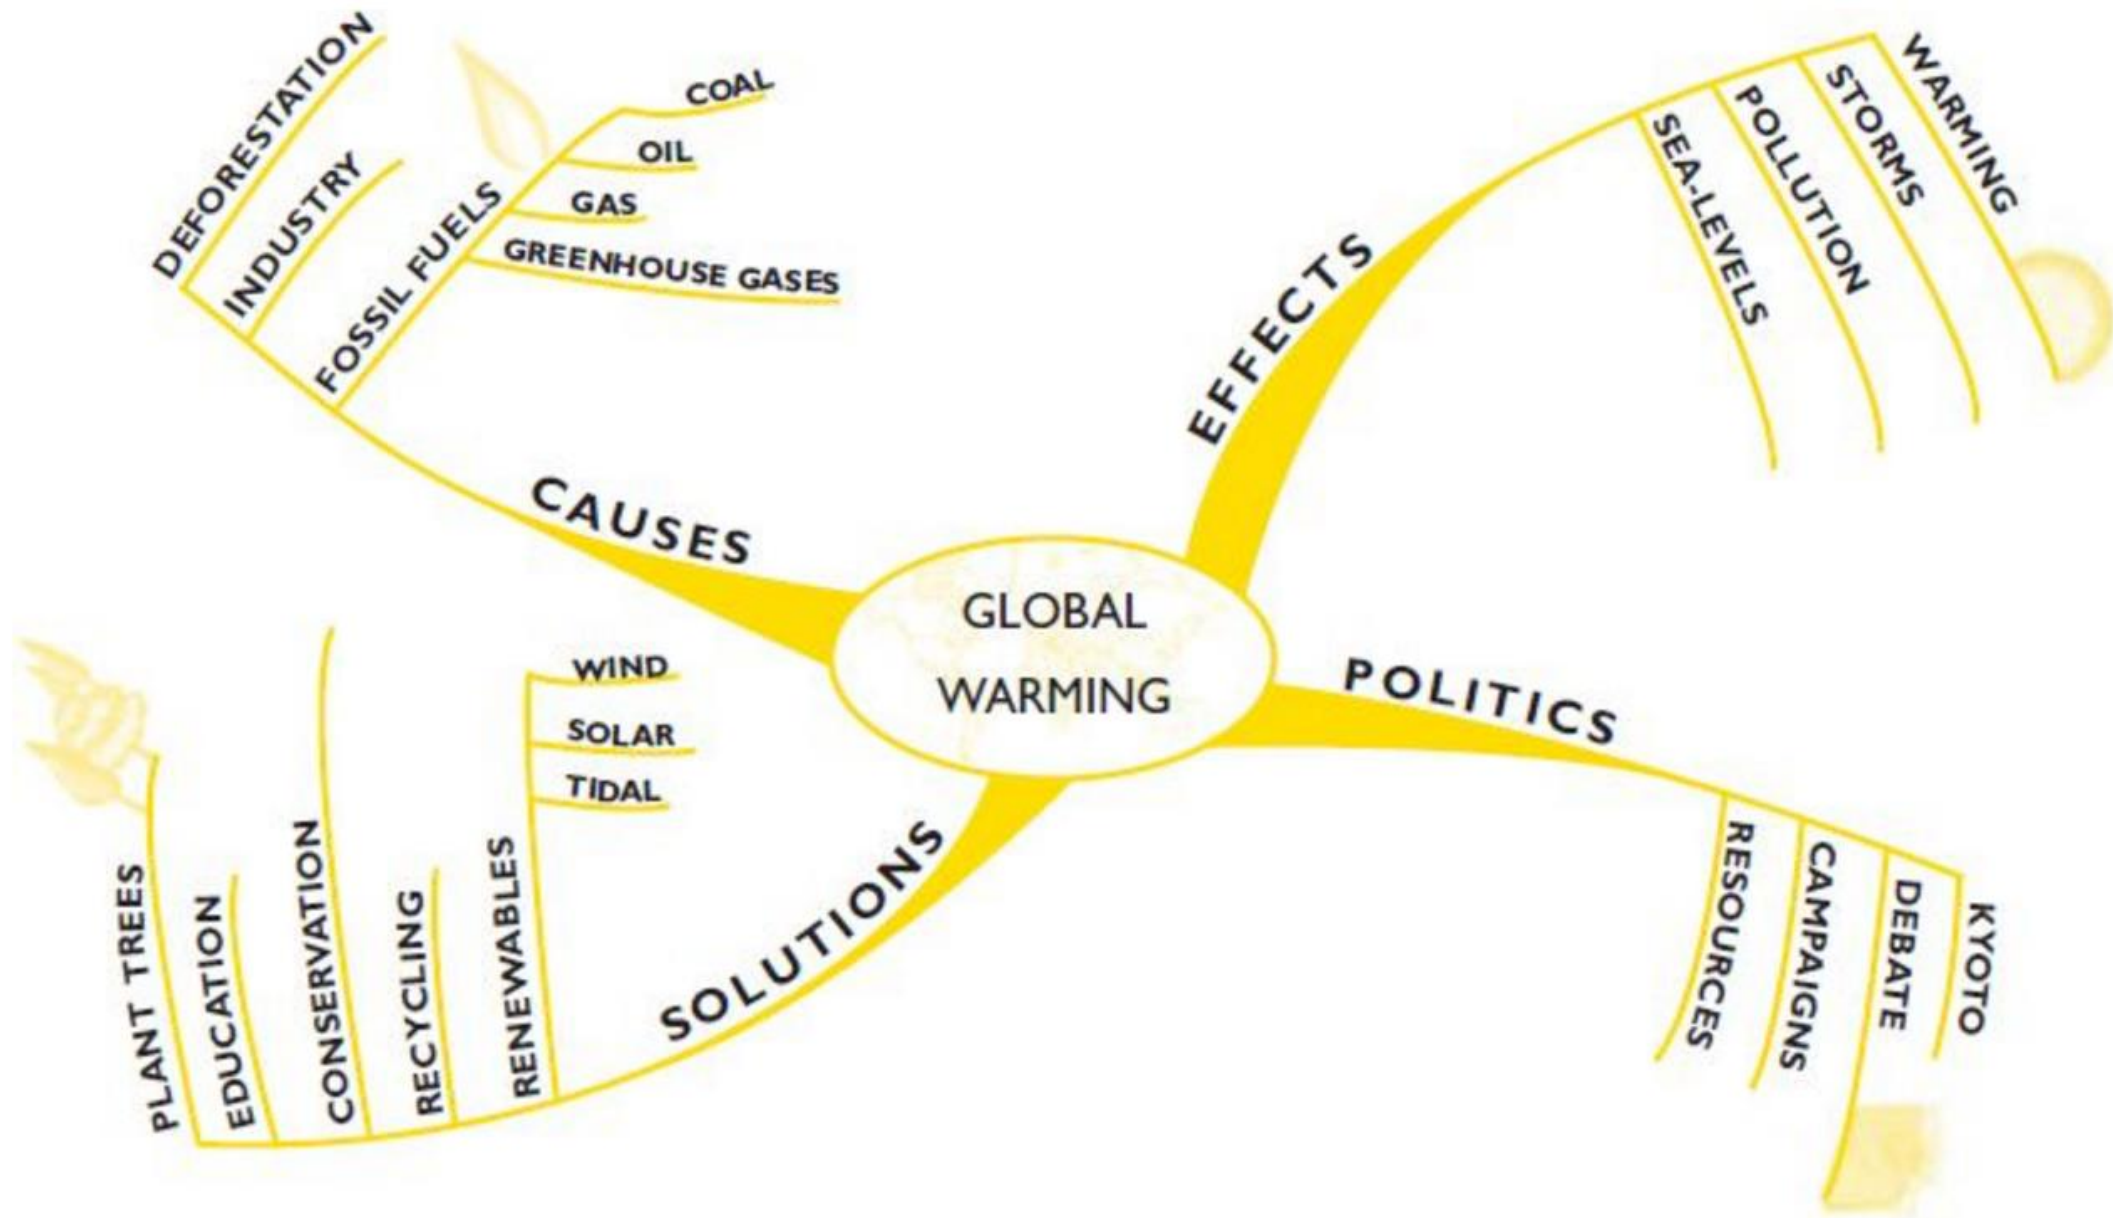 GLOBAL
WARMING
CAUSES
DEFORESTATION
INDUSTRY
FOSSIL FUELS
COAL
OIL
GAS
GREENHOUSE GASES
EFFECTS
SEA-LEVELS
POLLUTION
STORMS
WARMING
POLITICS
RESOURCES
CAMPAIGNS
DEBATE
KYOTO
SOLUTIONS
PLANT TREES
EDUCATION
CONSERVATION
RECYCLING
RENEWABLES
WIND
SOLAR
TIDAL